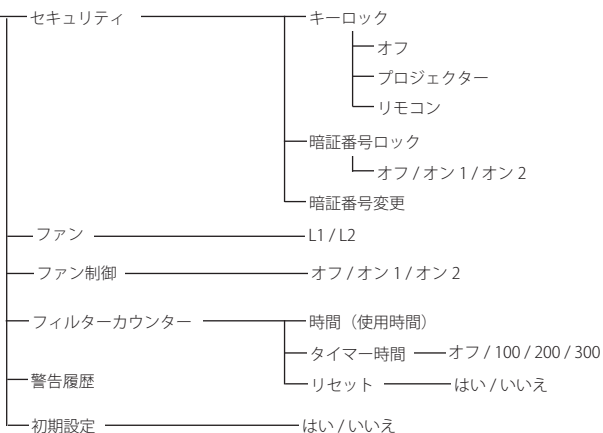 セキュリティ キーロック
オフ
プロジェクター
リモコン
暗証番号ロック
オフ / オン 1 / オン 2
暗証番号変更
ファン L1 / L2
ファン制御 オフ / オン 1 / オン 2
フィルターカウンター 時間（使用時間）
タイマー時間 オフ / 100 / 200 / 300
警告履歴 リセット はい / いいえ
初期設定 はい / いいえ